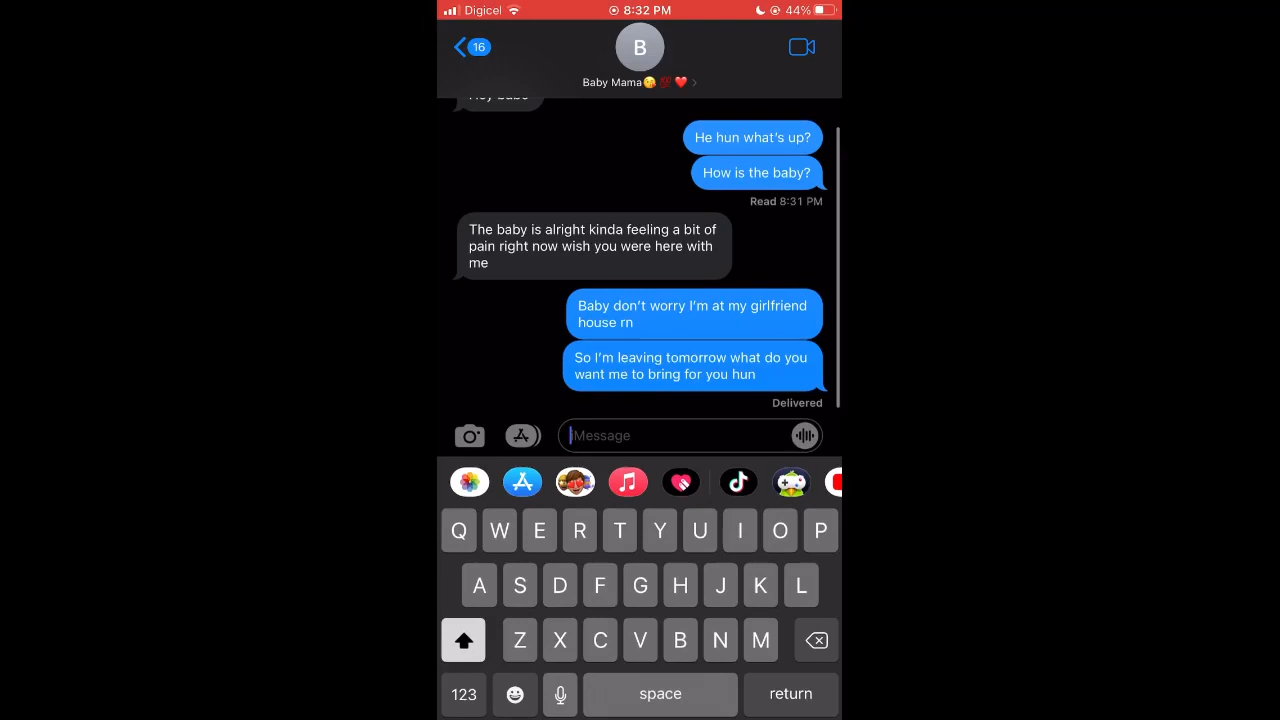 Digicel 8:32 PM 44%
16
B
Baby Mama😘💯❤️ >
Hey babe
He hun what's up?
How is the baby?
Read 8:31 PM
The baby is alright kinda feeling a bit of
pain right now wish you were here with
me
Baby don't worry I'm at my girlfriend
house rn
So I'm leaving tomorrow what do you
want me to bring for you hun
Delivered
iMessage
Q W E R T Y U I O P
A S D F G H J K L
Z X C V B N M
123 space return